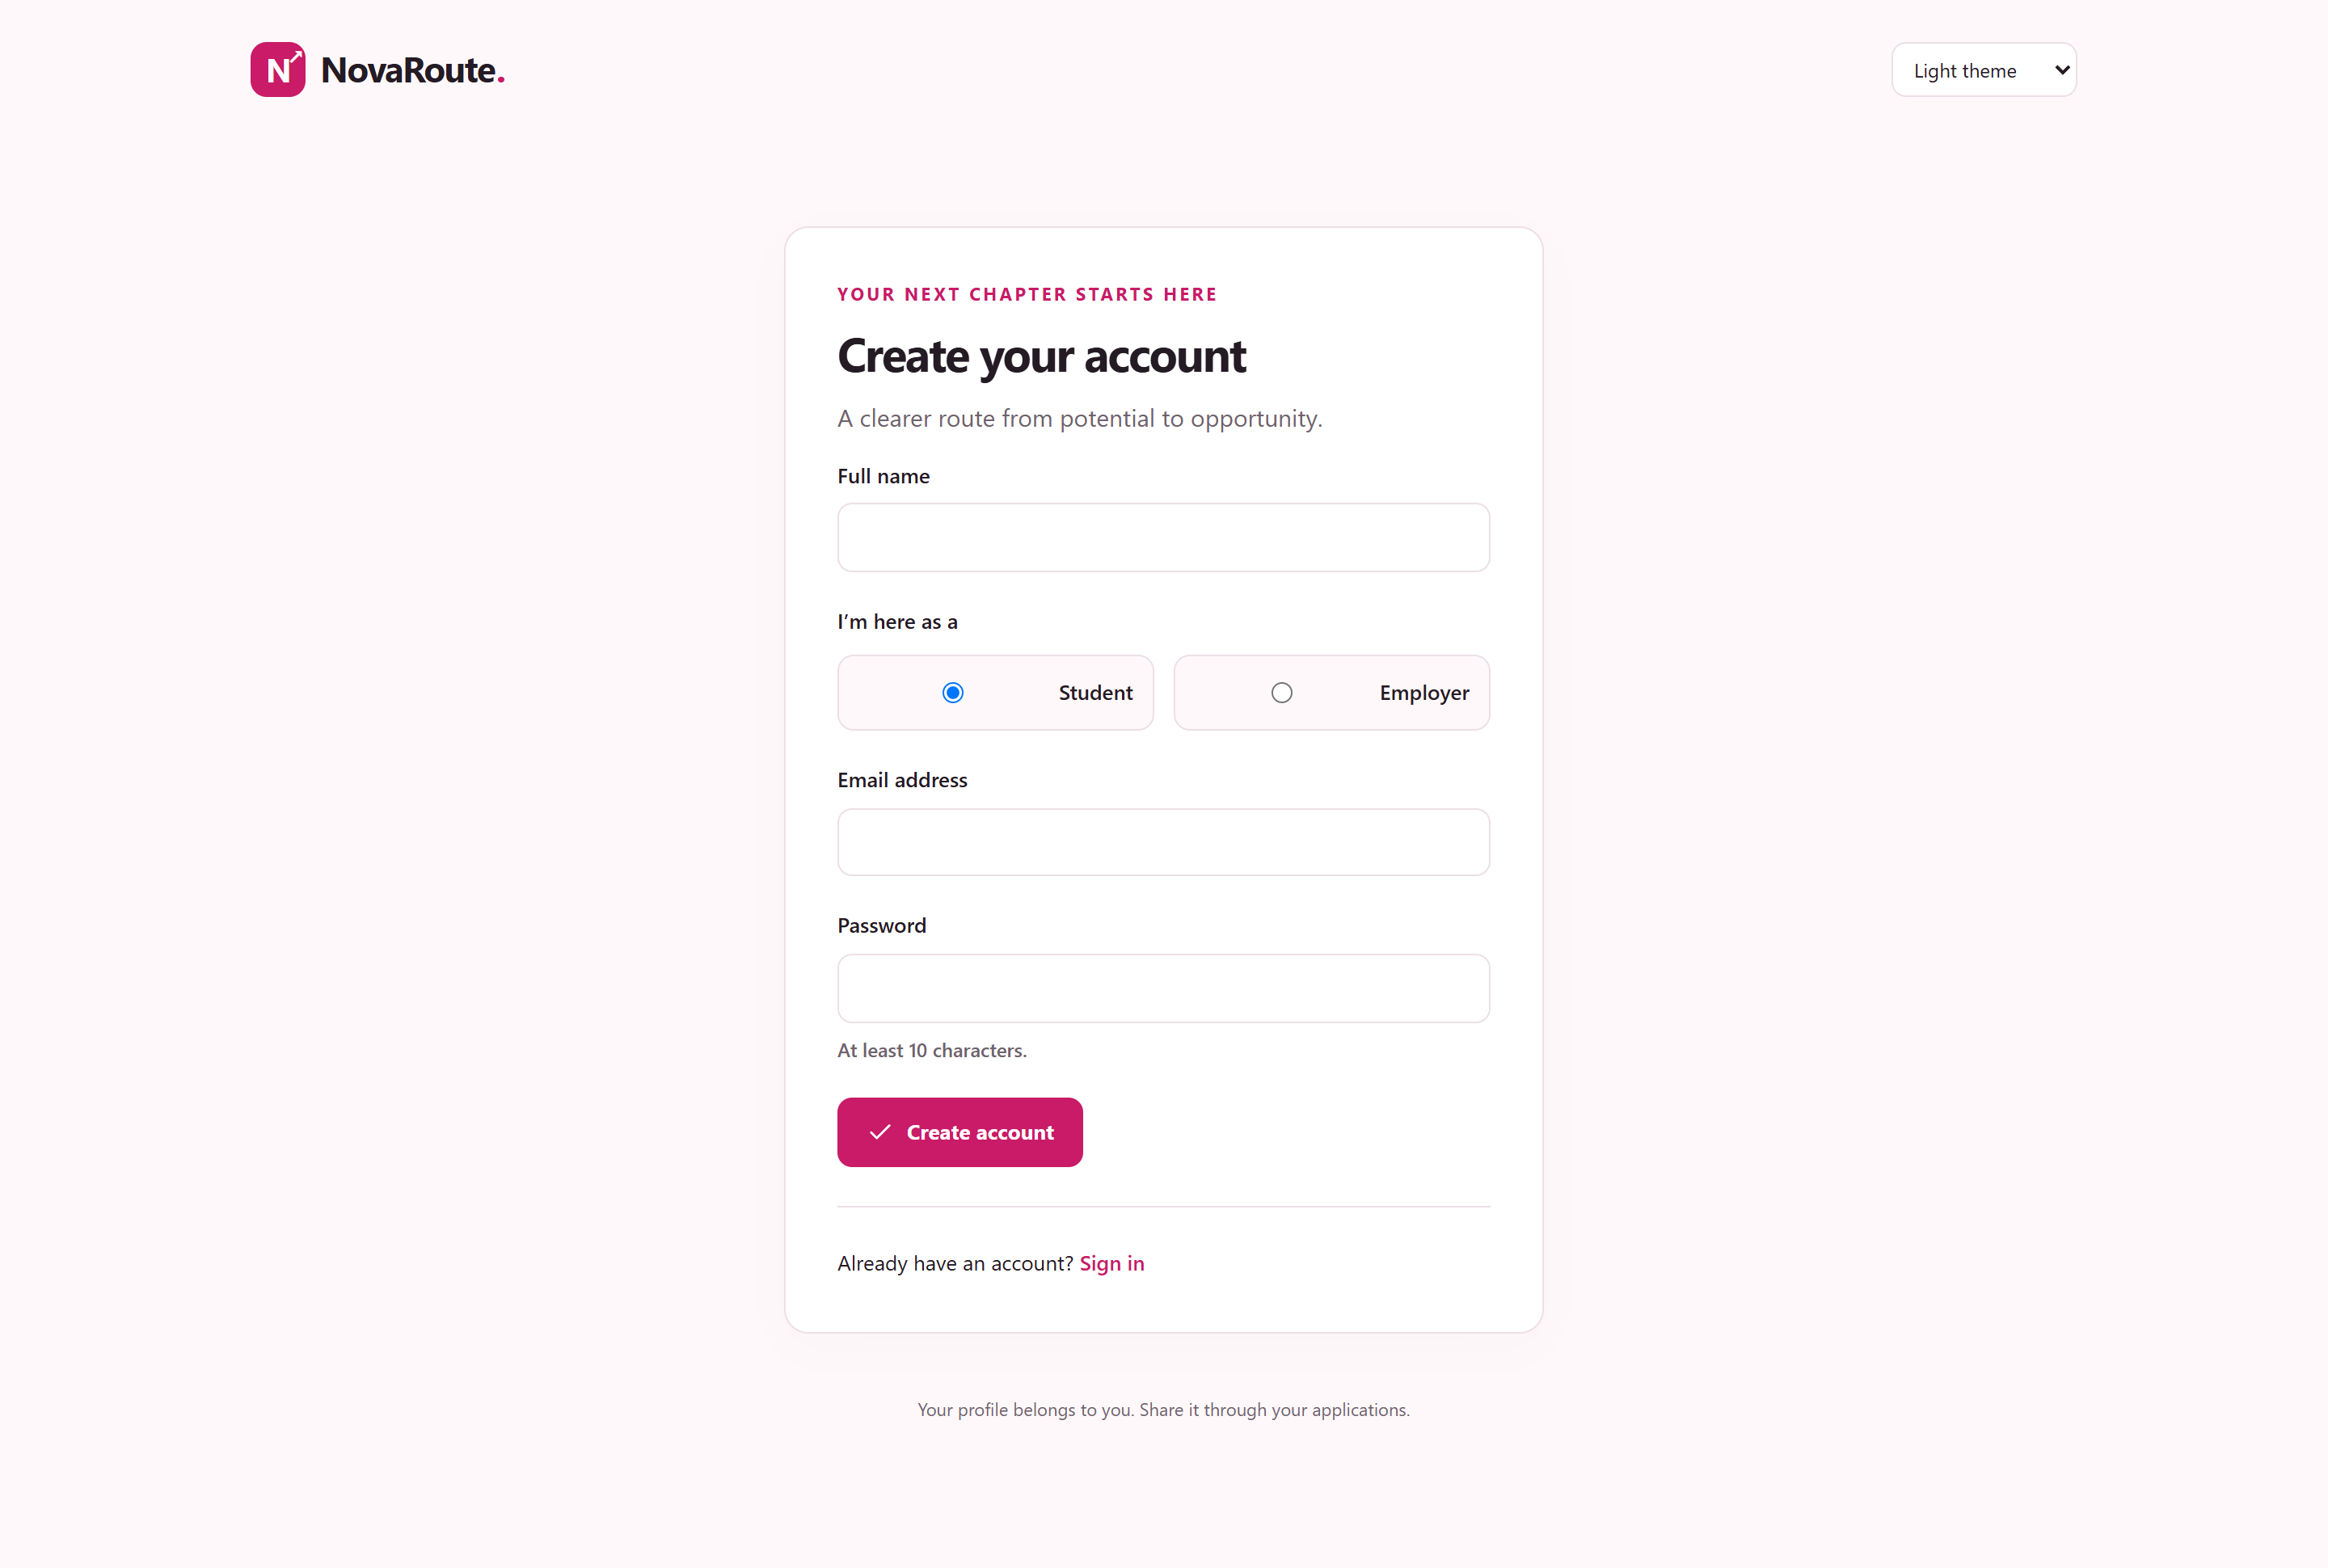 N NovaRoute.
Light theme
YOUR NEXT CHAPTER STARTS HERE
Create your account
A clearer route from potential to opportunity.
Full name
I’m here as a
Student
Employer
Email address
Password
At least 10 characters.
Create account
Already have an account? Sign in
Your profile belongs to you. Share it through your applications.